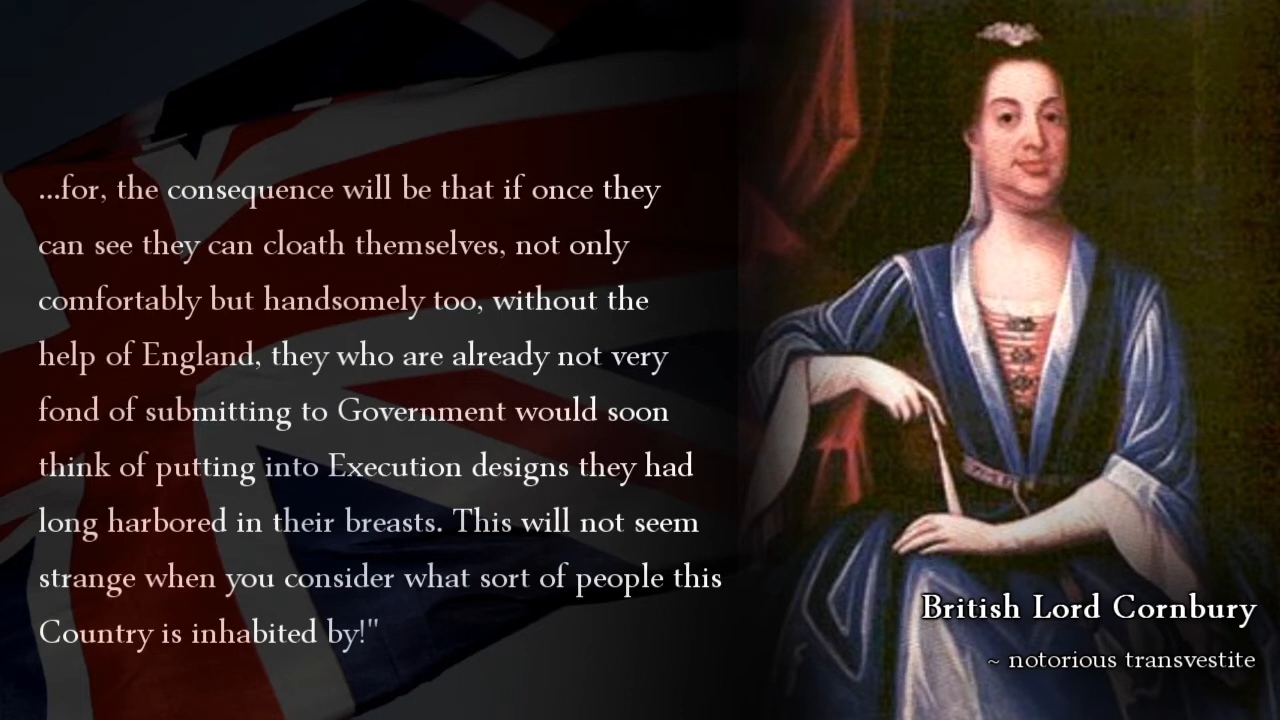 ...for, the consequence will be that if once they
can see they can cloath themselves, not only
comfortably but handsomely too, without the
help of England, they who are already not very
fond of submitting to Government would soon
think of putting into Execution designs they had
long harbored in their breasts. This will not seem
strange when you consider what sort of people this
Country is inhabited by!"
British Lord Cornbury
~ notorious transvestite